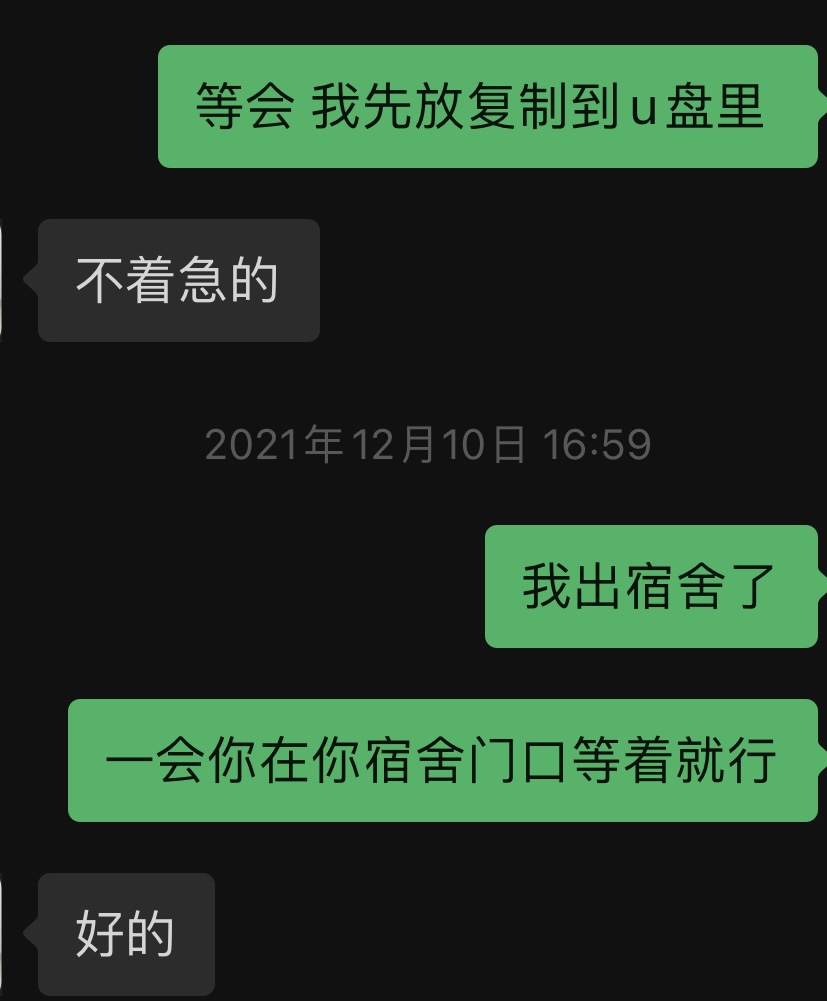 等会 我先放复制到u盘里
不着急的
2021年12月10日 16:59
我出宿舍了
一会你在你宿舍门口等着就行
好的